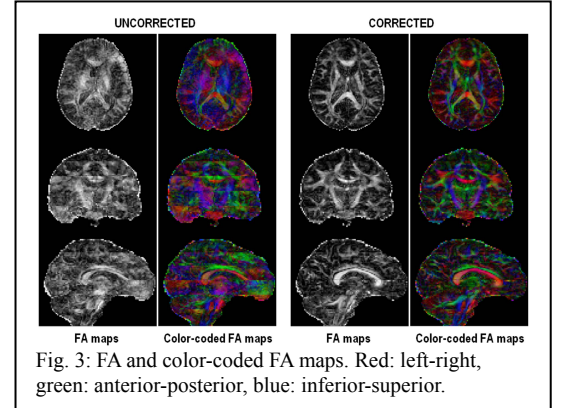 UNCORRECTED CORRECTED
FA maps Color-coded FA maps FA maps Color-coded FA maps
Fig. 3: FA and color-coded FA maps. Red: left-right,
green: anterior-posterior, blue: inferior-superior.